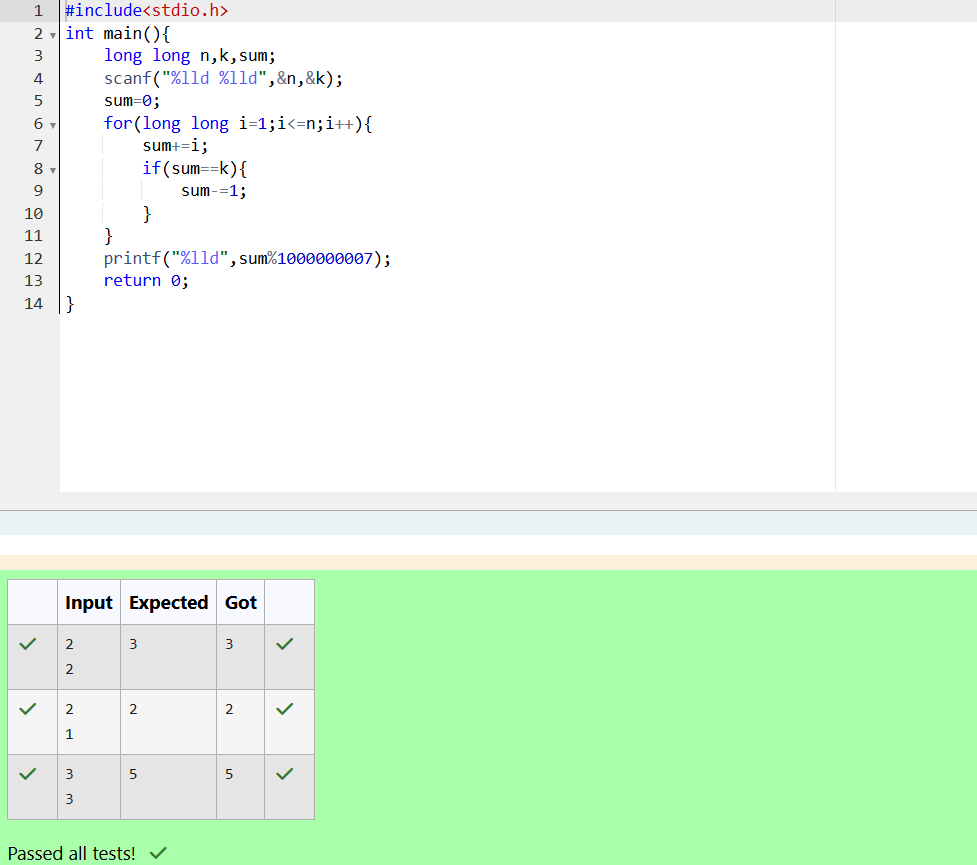 1 #include<stdio.h>
2 int main(){
3 long long n,k,sum;
4 scanf("%lld %lld",&n,&k);
5 sum=0;
6 for(long long i=1;i<=n;i++){
7 sum+=i;
8 if(sum==k){
9 sum-=1;
10 }
11 }
12 printf("%lld",sum%1000000007);
13 return 0;
14 }
Input Expected Got
2 3 3
2
2 2 2
1
3 5 5
3
Passed all tests!